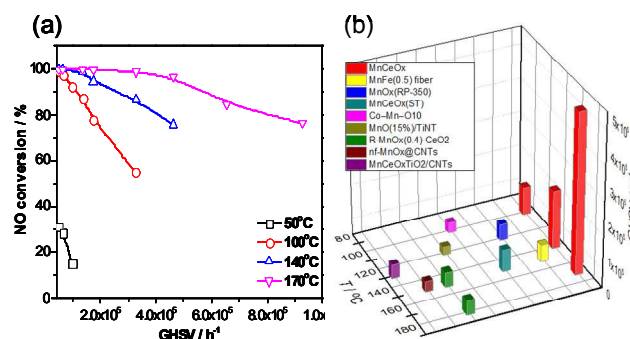 (a)
100
80
60
40
20
0
NO conversion / %
50°C
100°C
140°C
170°C
2.0x10⁵ 4.0x10⁵ 6.0x10⁵ 8.0x10⁵ 1.0x
GHSV / h⁻¹
(b)
MnCeOx
MnFe(0.5) fiber
MnOx(RP-350)
MnCeOx(ST)
Co–Mn–O10
MnO(15%)/TiNT
R MnOx(0.4) CeO2
nf-MnOx@CNTs
MnCeOxTiO2/CNTs
80
100
120
140
160
180
T / °C
0